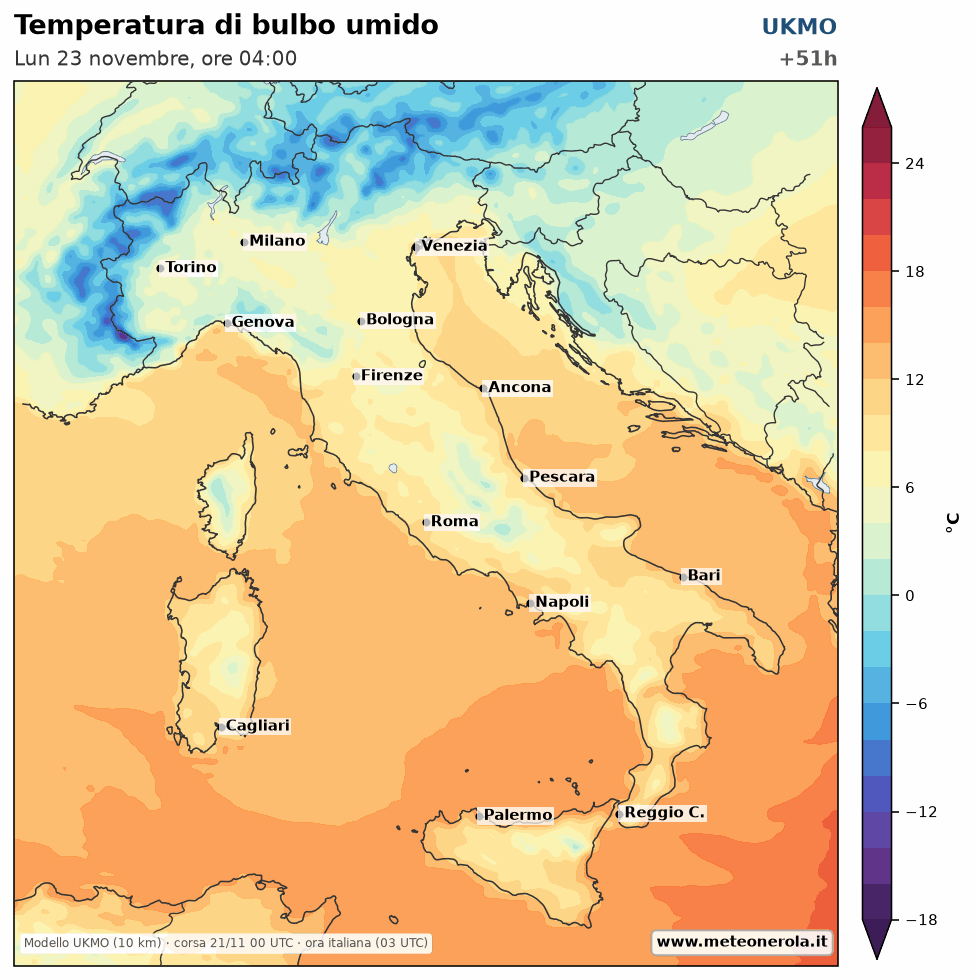 Temperatura di bulbo umido
UKMO
Lun 23 novembre, ore 04:00
+51h
Milano
Venezia
Torino
Genova
Bologna
Firenze
Ancona
Pescara
Roma
Bari
Napoli
Cagliari
Palermo
Reggio C.
24
18
12
6
0
−6
−12
−18
°C
Modello UKMO (10 km) · corsa 21/11 00 UTC · ora italiana (03 UTC)
www.meteonerola.it